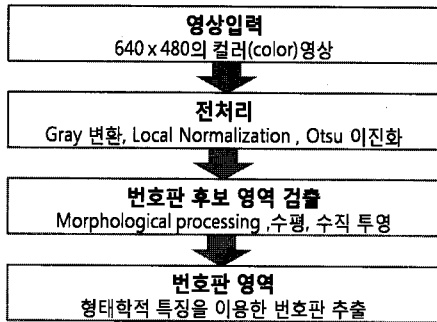 영상입력
640 x 480의 컬러(color)영상
전처리
Gray 변환, Local Normalization , Otsu 이진화
번호판 후보 영역 검출
Morphological processing ,수평, 수직 투영
번호판 영역
형태학적 특징을 이용한 번호판 추출